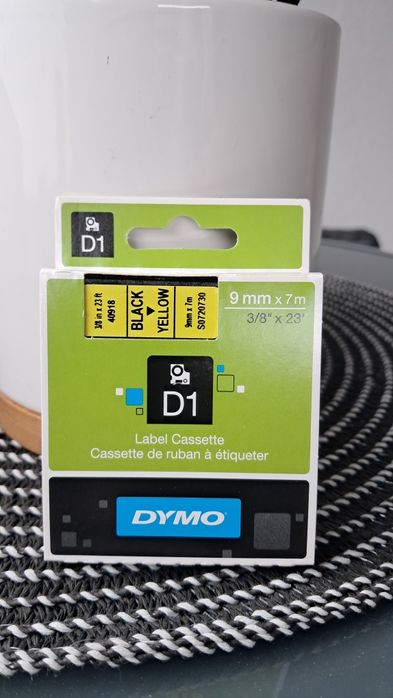 D1
3/8 in x 23 ft
40918
BLACK
YELLOW
9mm x 7m
S0720730
9 mm x 7 m
3/8" x 23'
D1
Label Cassette
Cassette de ruban à étiqueter
DYMO